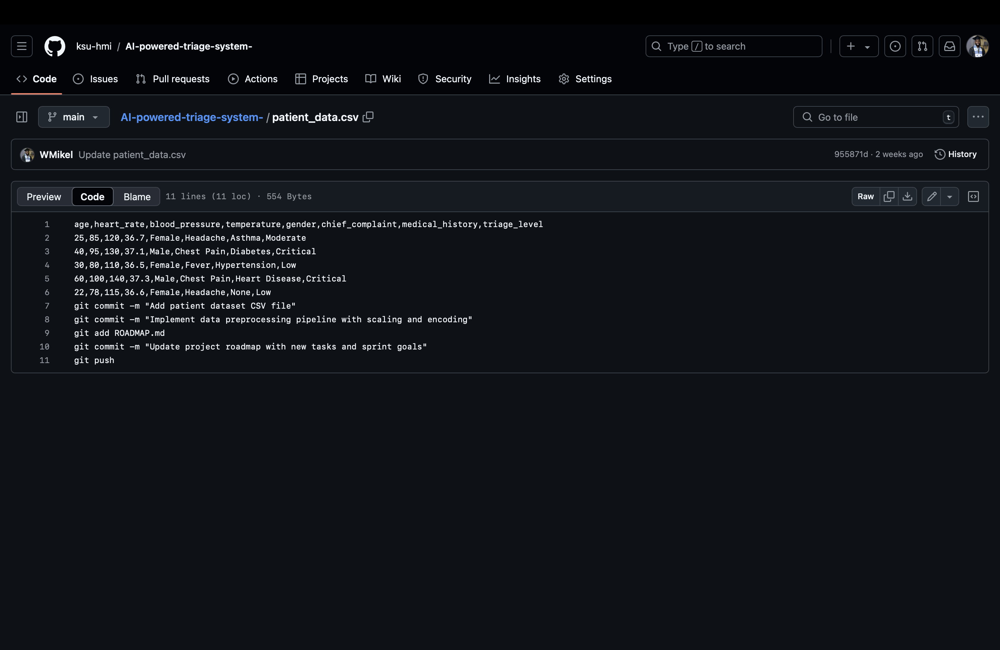 ksu-hmi / AI-powered-triage-system-
Type / to search
Code
Issues
Pull requests
Actions
Projects
Wiki
Security
Insights
Settings
main
AI-powered-triage-system- / patient_data.csv
Go to file
t
WMikel Update patient_data.csv
955871d · 2 weeks ago
History
Preview
Code
Blame
11 lines (11 loc) · 554 Bytes
Raw
1 age,heart_rate,blood_pressure,temperature,gender,chief_complaint,medical_history,triage_level
2 25,85,120,36.7,Female,Headache,Asthma,Moderate
3 40,95,130,37.1,Male,Chest Pain,Diabetes,Critical
4 30,80,110,36.5,Female,Fever,Hypertension,Low
5 60,100,140,37.3,Male,Chest Pain,Heart Disease,Critical
6 22,78,115,36.6,Female,Headache,None,Low
7 git commit -m "Add patient dataset CSV file"
8 git commit -m "Implement data preprocessing pipeline with scaling and encoding"
9 git add ROADMAP.md
10 git commit -m "Update project roadmap with new tasks and sprint goals"
11 git push